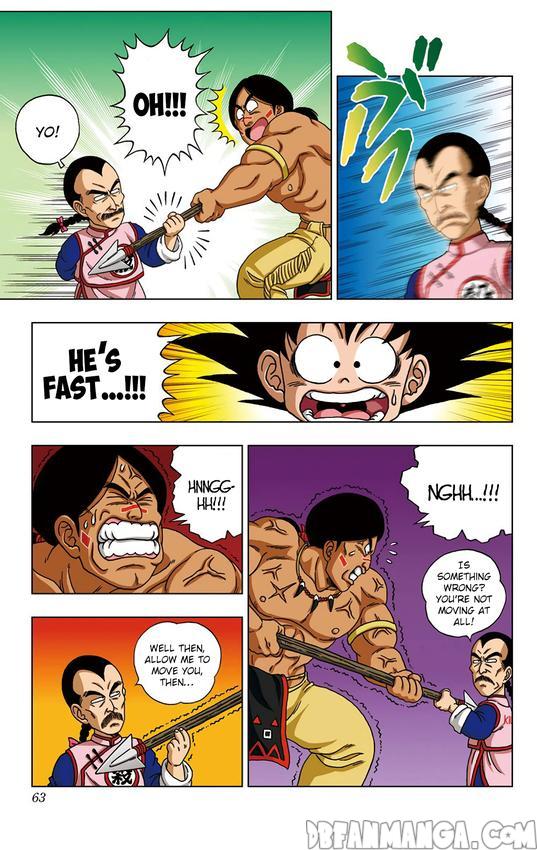 OH!!!
YO!
HE'S
FAST...!!!
NGHH...!!!
IS
SOMETHING
WRONG?
YOU'RE NOT
MOVING AT
ALL!
HNNGG-
HH!!!
WELL THEN,
ALLOW ME TO
MOVE YOU,
THEN...
殺
63
DBFANMANGA.COM